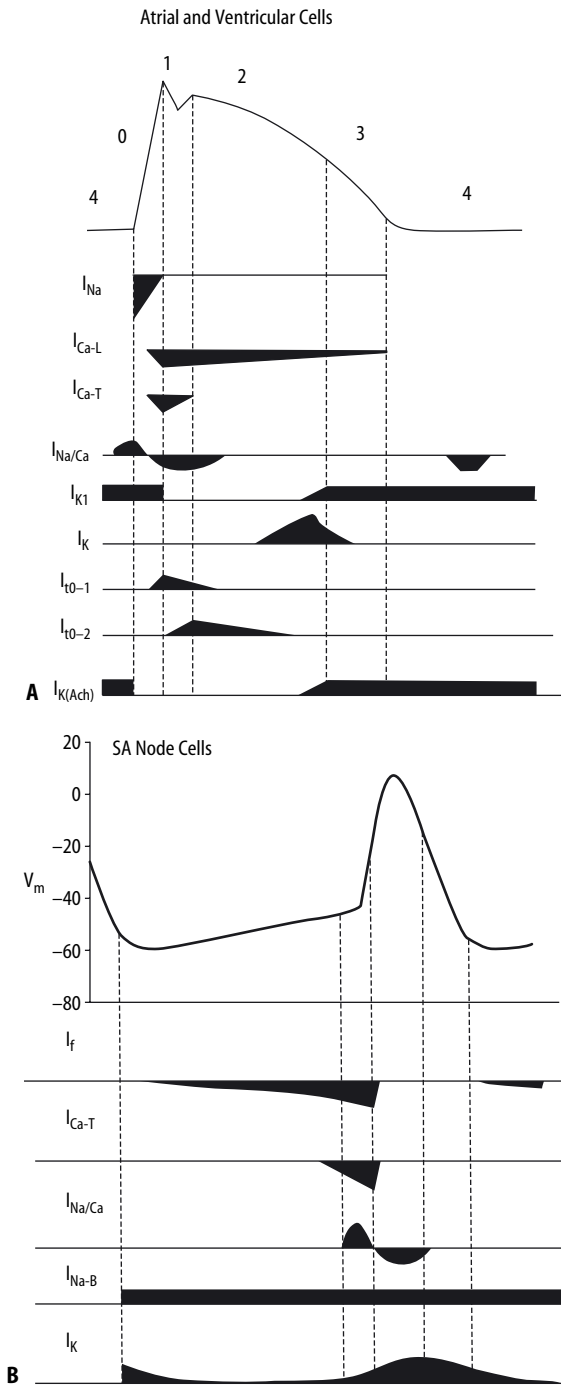 Atrial and Ventricular Cells
1
2
0
3
4
4
I_Na
I_Ca-L
I_Ca-T
I_Na/Ca
I_K1
I_K
I_t0–1
I_t0–2
A I_K(Ach)
20
SA Node Cells
0
–20
V_m
–40
–60
–80
I_f
I_Ca-T
I_Na/Ca
I_Na-B
I_K
B